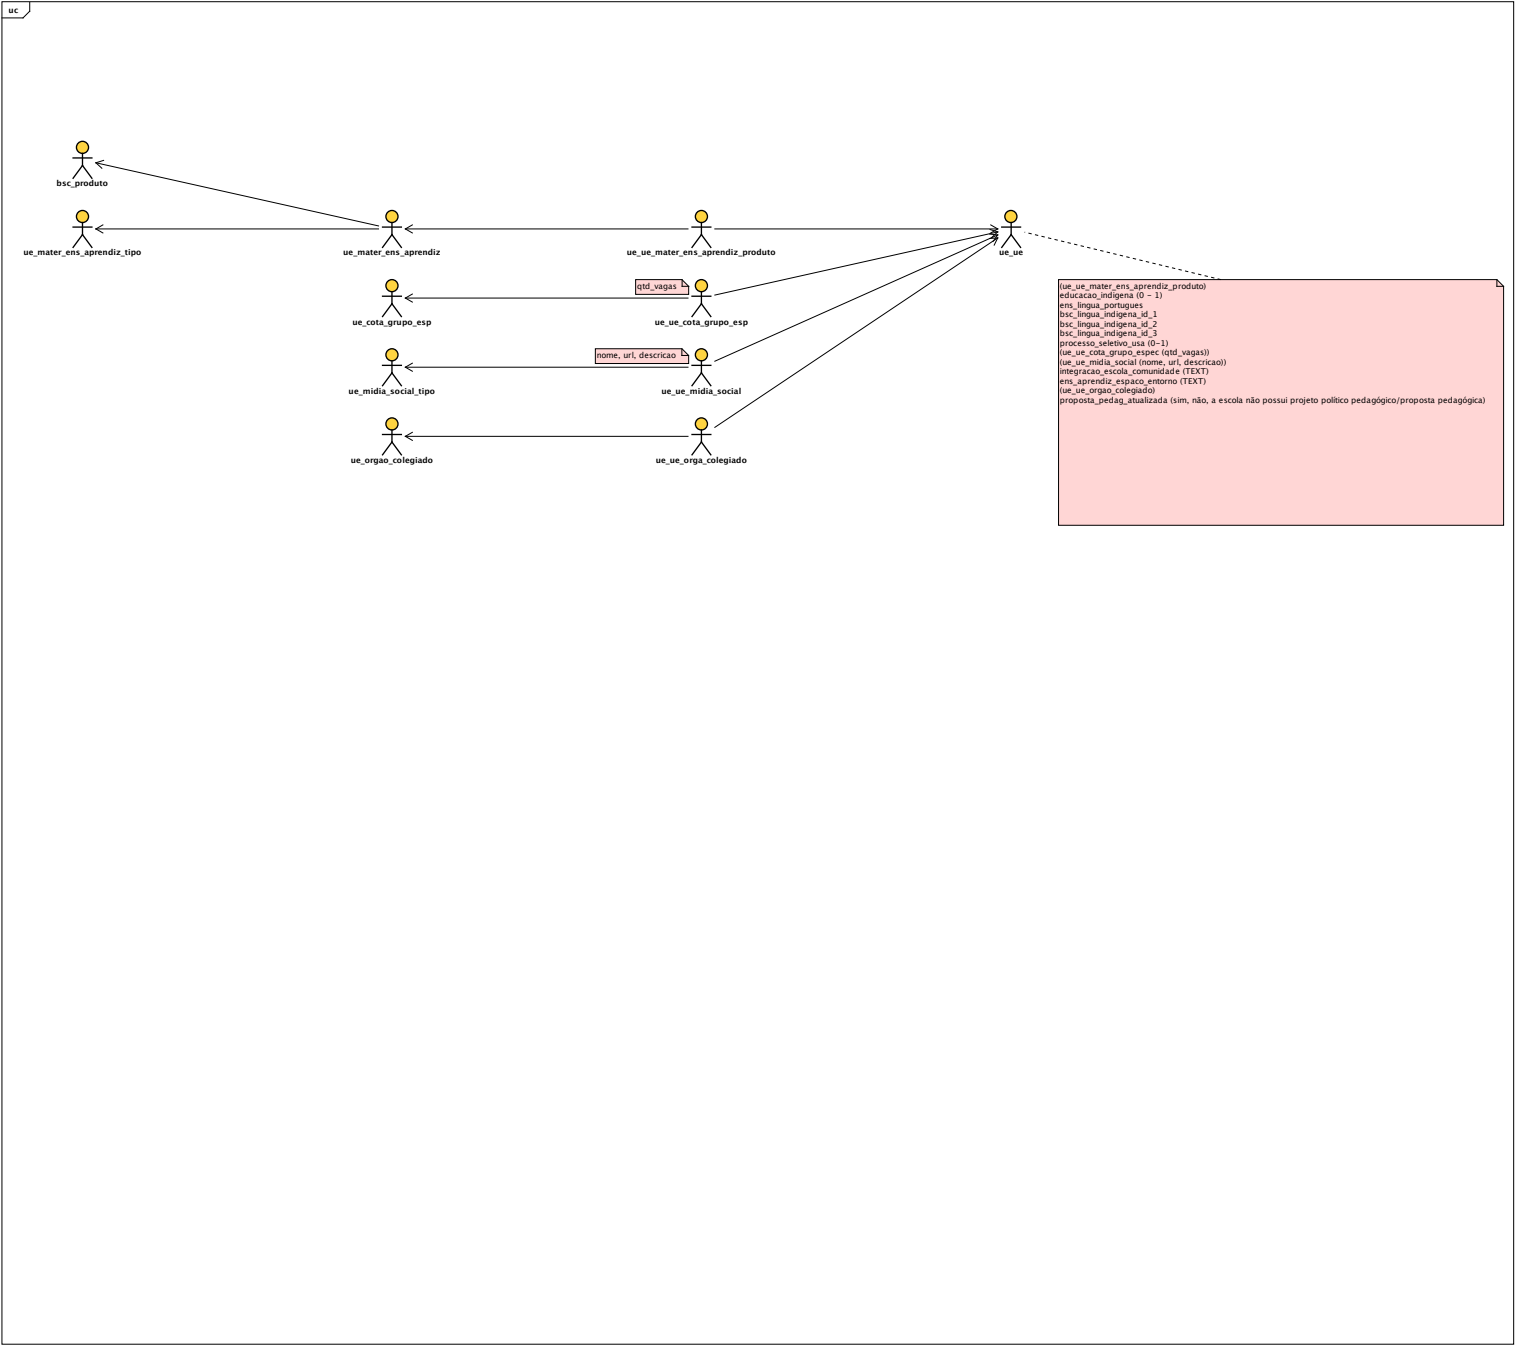 uc
bsc_produto
ue_mater_ens_aprendiz_tipo
ue_mater_ens_aprendiz
ue_ue_mater_ens_aprendiz_produto
ue_ue
qtd_vagas
ue_cota_grupo_esp
ue_ue_cota_grupo_esp
nome, url, descricao
ue_midia_social_tipo
ue_ue_midia_social
ue_orgao_colegiado
ue_ue_orga_colegiado
(ue_ue_mater_ens_aprendiz_produto)
educacao_indigena (0 - 1)
ens_lingua_portugues
bsc_lingua_indigena_id_1
bsc_lingua_indigena_id_2
bsc_lingua_indigena_id_3
processo_seletivo_usa (0-1)
(ue_ue_cota_grupo_espec (qtd_vagas))
(ue_ue_midia_social (nome, url, descricao))
integracao_escola_comunidade (TEXT)
ens_aprendiz_espaco_entorno (TEXT)
(ue_ue_orgao_colegiado)
proposta_pedag_atualizada (sim, não, a escola não possui projeto político pedagógico/proposta pedagógica)